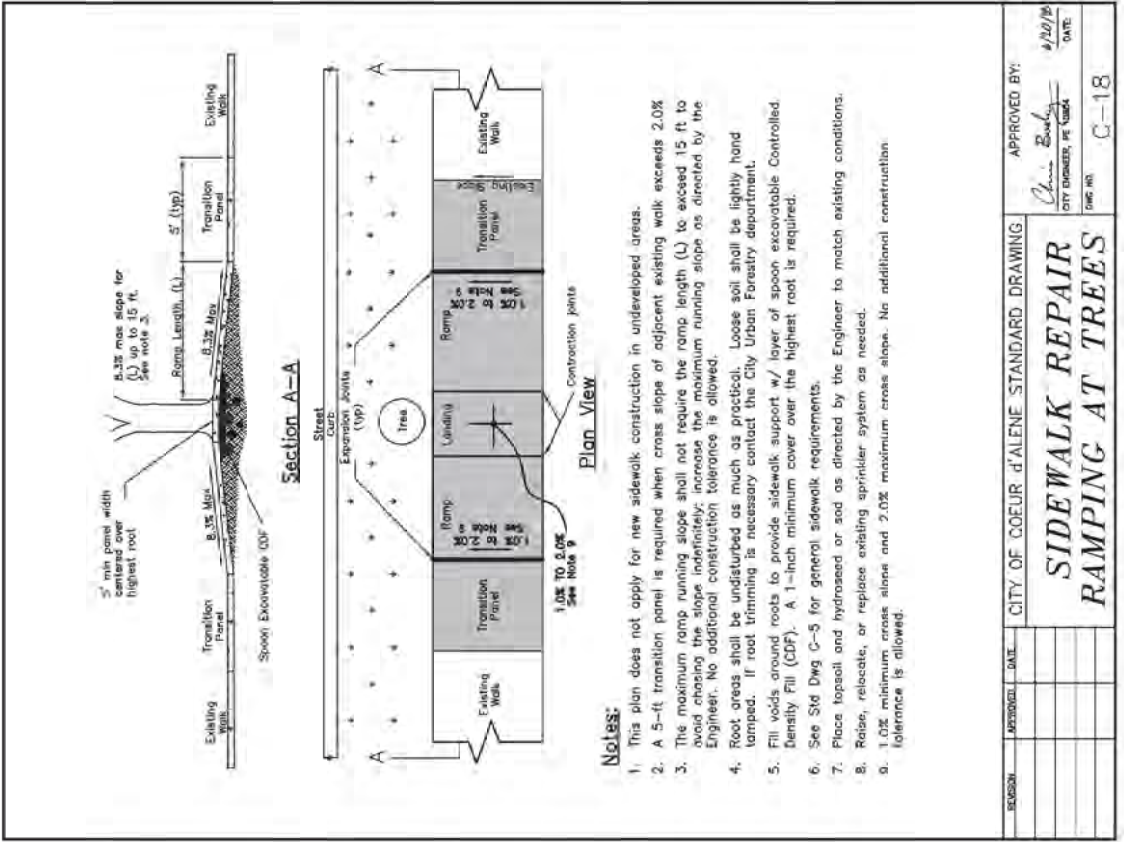 5' min panel width
centered over
highest root
8.3% max slope for
(L) up to 15 ft.
See note 3.
Ramp Length (L)
5' (typ)
Existing
Walk
Transition
Panel
8.3% Max
8.3% Max
Transition
Panel
Existing
Walk
Spoon Excavatable CDF
Section A-A
Street
Curb
Expansion Joints
(typ)
A
A
Tree
Existing
Walk
Transition
Panel
Ramp
1.0% to 2.0%
See Note 9
Landing
Ramp
1.0% to 2.0%
See Note 9
Transition
Panel
Existing Slope
Existing
Walk
Contraction joints
1.0% TO 2.0%
See Note 9
Plan View
Notes:
1. This plan does not apply for new sidewalk construction in undeveloped areas.
2. A 5-ft transition panel is required when cross slope of adjacent existing walk exceeds 2.0%
3. The maximum ramp running slope shall not require the ramp length (L) to exceed 15 ft to
avoid chasing the slope indefinitely; increase the maximum running slope as directed by the
Engineer. No additional construction tolerance is allowed.
4. Root areas shall be undisturbed as much as practical. Loose soil shall be lightly hand
tamped. If root trimming is necessary contact the City Urban Forestry department.
5. Fill voids around roots to provide sidewalk support w/ layer of spoon excavatable Controlled
Density Fill (CDF). A 1-inch minimum cover over the highest root is required.
6. See Std Dwg C-5 for general sidewalk requirements.
7. Place topsoil and hydroseed or sod as directed by the Engineer to match existing conditions.
8. Raise, relocate, or replace existing sprinkler system as needed.
9. 1.0% minimum cross slope and 2.0% maximum cross slope. No additional construction
tolerance is allowed.
REVISION
APPROVED
DATE
CITY OF COEUR d'ALENE STANDARD DRAWING
SIDEWALK REPAIR
RAMPING AT TREES
APPROVED BY:
CITY ENGINEER, PE
DATE:
DWG NO.
C-18